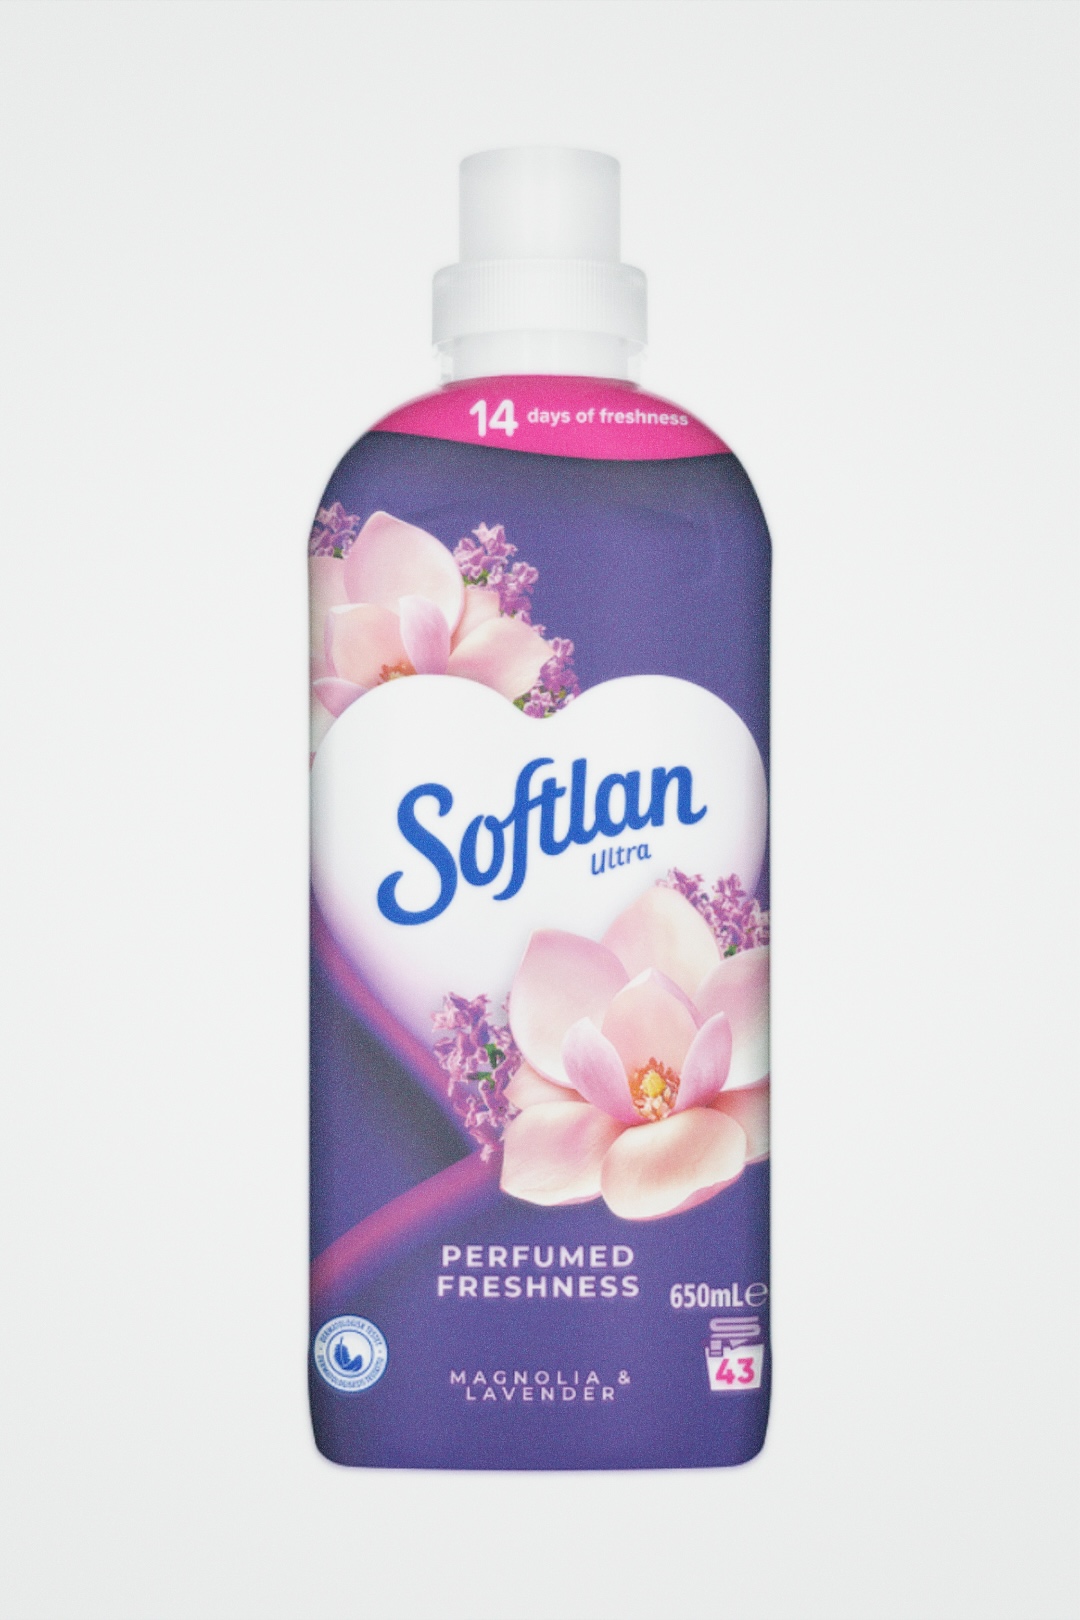 14 days of freshness
Softlan
Ultra
PERFUMED
FRESHNESS
650mL℮
43
MAGNOLIA &
LAVENDER